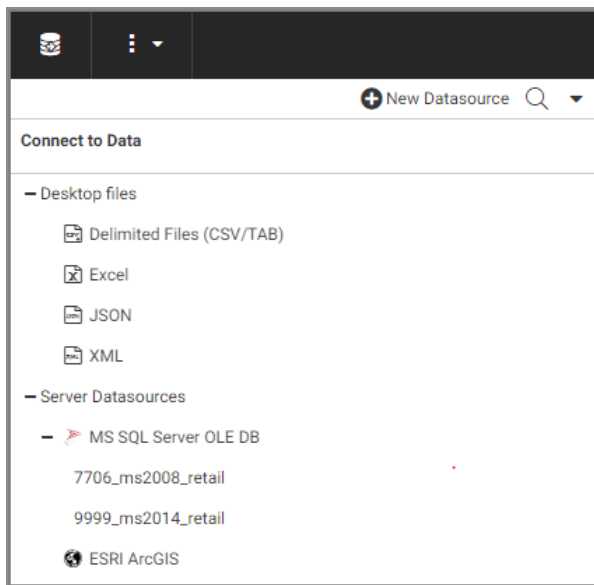 New Datasource
Connect to Data
Desktop files
Delimited Files (CSV/TAB)
Excel
JSON
XML
Server Datasources
MS SQL Server OLE DB
7706_ms2008_retail
9999_ms2014_retail
ESRI ArcGIS